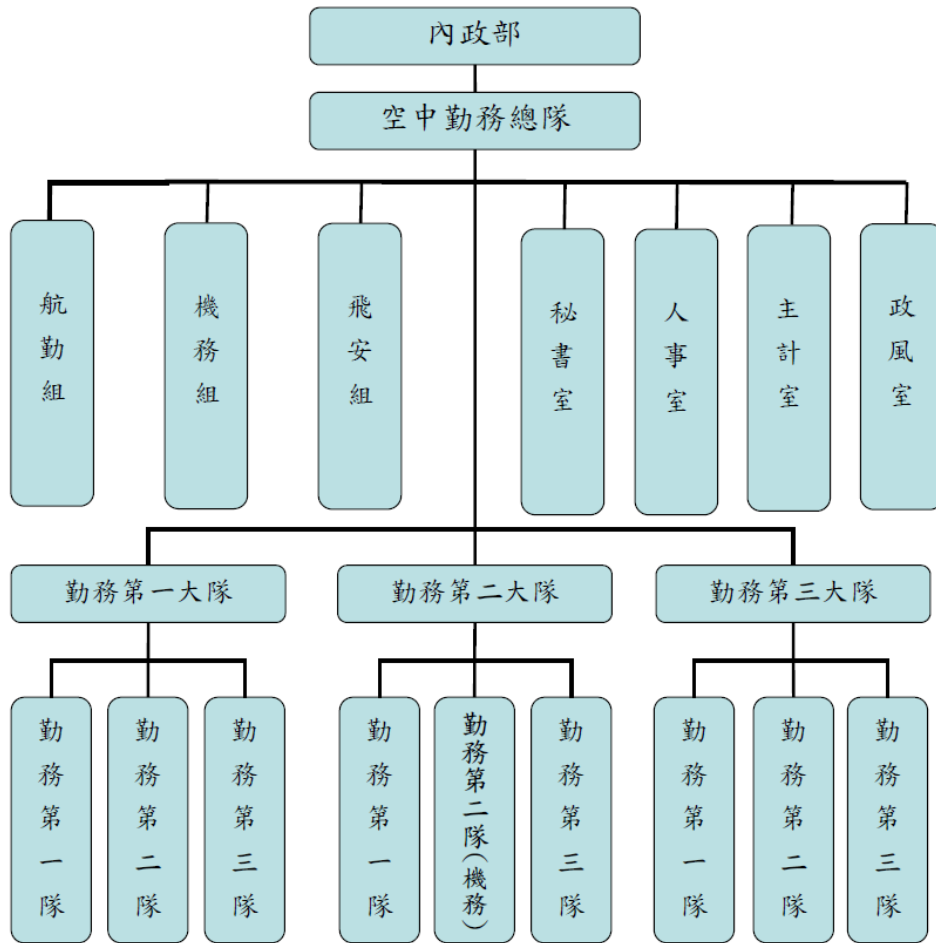 內政部
空中勤務總隊
航勤組
機務組
飛安組
秘書室
人事室
主計室
政風室
勤務第一大隊
勤務第二大隊
勤務第三大隊
勤務第一隊
勤務第二隊
勤務第三隊
勤務第一隊
勤務第二隊(機務)
勤務第三隊
勤務第一隊
勤務第二隊
勤務第三隊